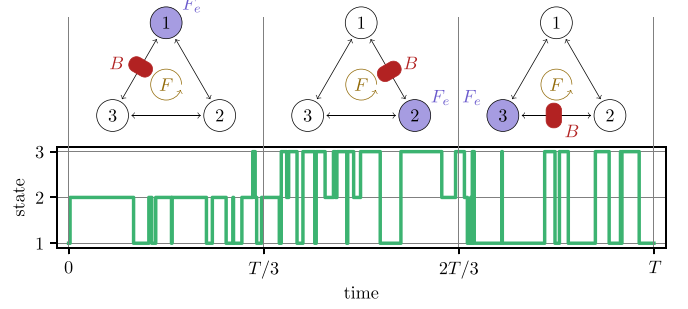 1 F_e 1 1
B B
F F F
F_e F_e
3 2 3 2 3 2
B
3
2
1
state
0 T/3 2T/3 T
time